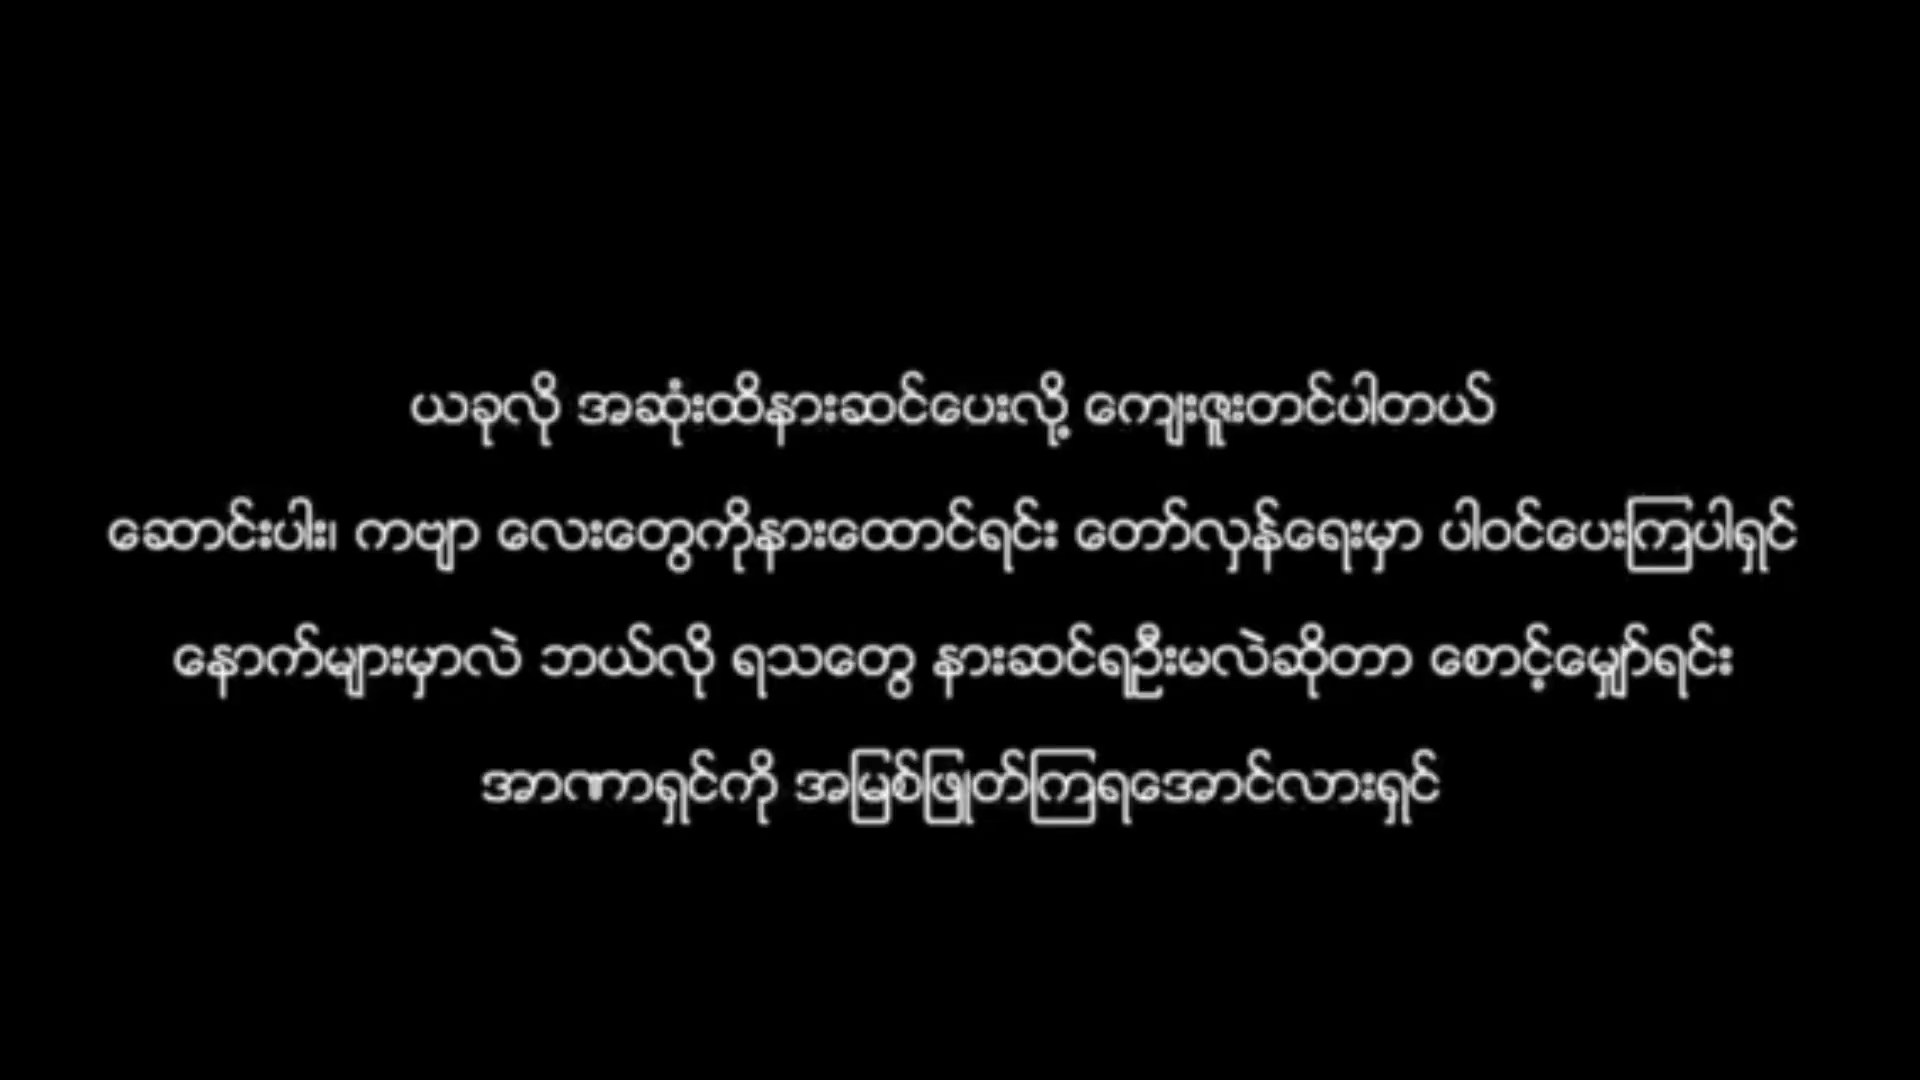 ယခုလို အဆုံးထိနားဆင်ပေးလို့ ကျေးဇူးတင်ပါတယ်
ဆောင်းပါး၊ ကဗျာ လေးတွေကိုနားထောင်ရင်း တော်လှန်ရေးမှာ ပါဝင်ပေးကြပါရှင်
နောက်များမှာလဲ ဘယ်လို ရသတွေ နားဆင်ရဦးမလဲဆိုတာ စောင့်မျှော်ရင်း
အာဏာရှင်ကို အမြစ်ဖြုတ်ကြရအောင်လားရှင်